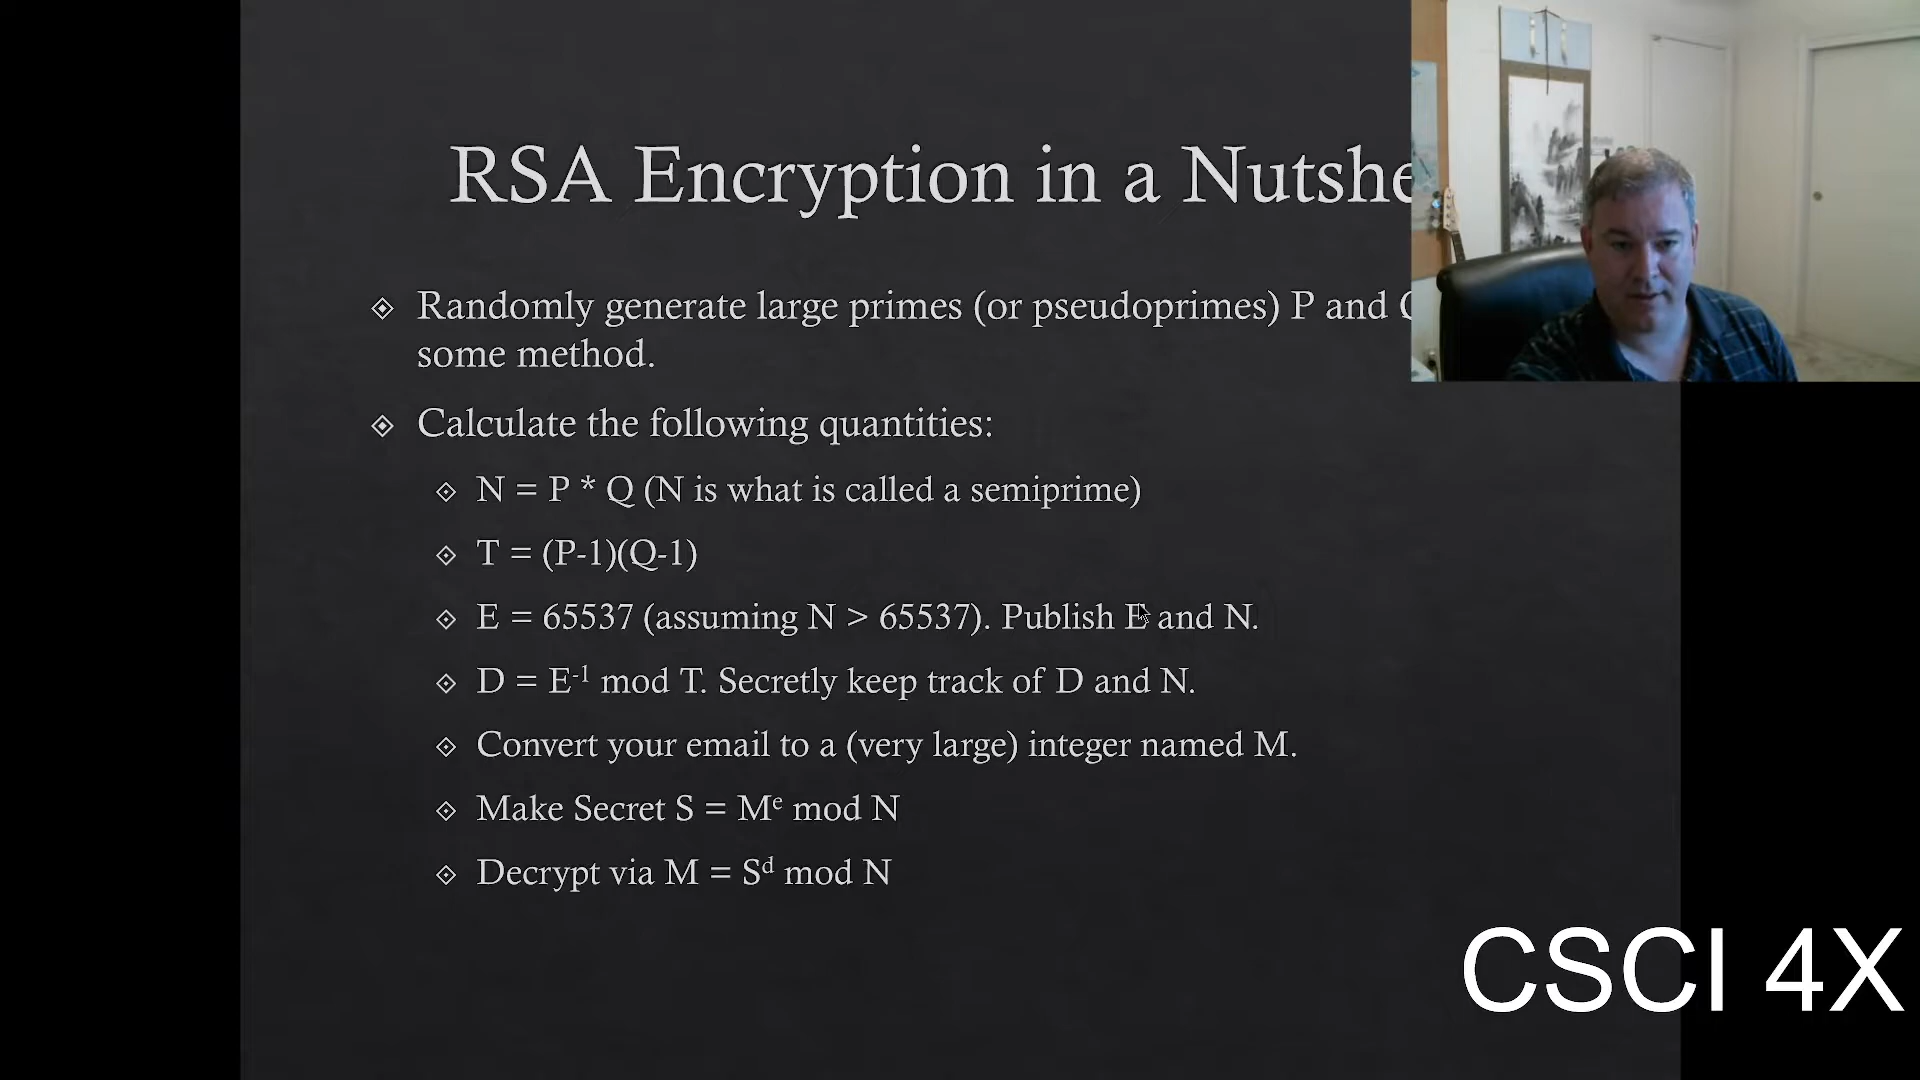 RSA Encryption in a Nutshe
Randomly generate large primes (or pseudoprimes) P and
some method.
Calculate the following quantities:
N = P * Q (N is what is called a semiprime)
T = (P-1)(Q-1)
E = 65537 (assuming N > 65537). Publish E and N.
D = E⁻¹ mod T. Secretly keep track of D and N.
Convert your email to a (very large) integer named M.
Make Secret S = Mᵉ mod N
Decrypt via M = Sᵈ mod N
CSCI 4X